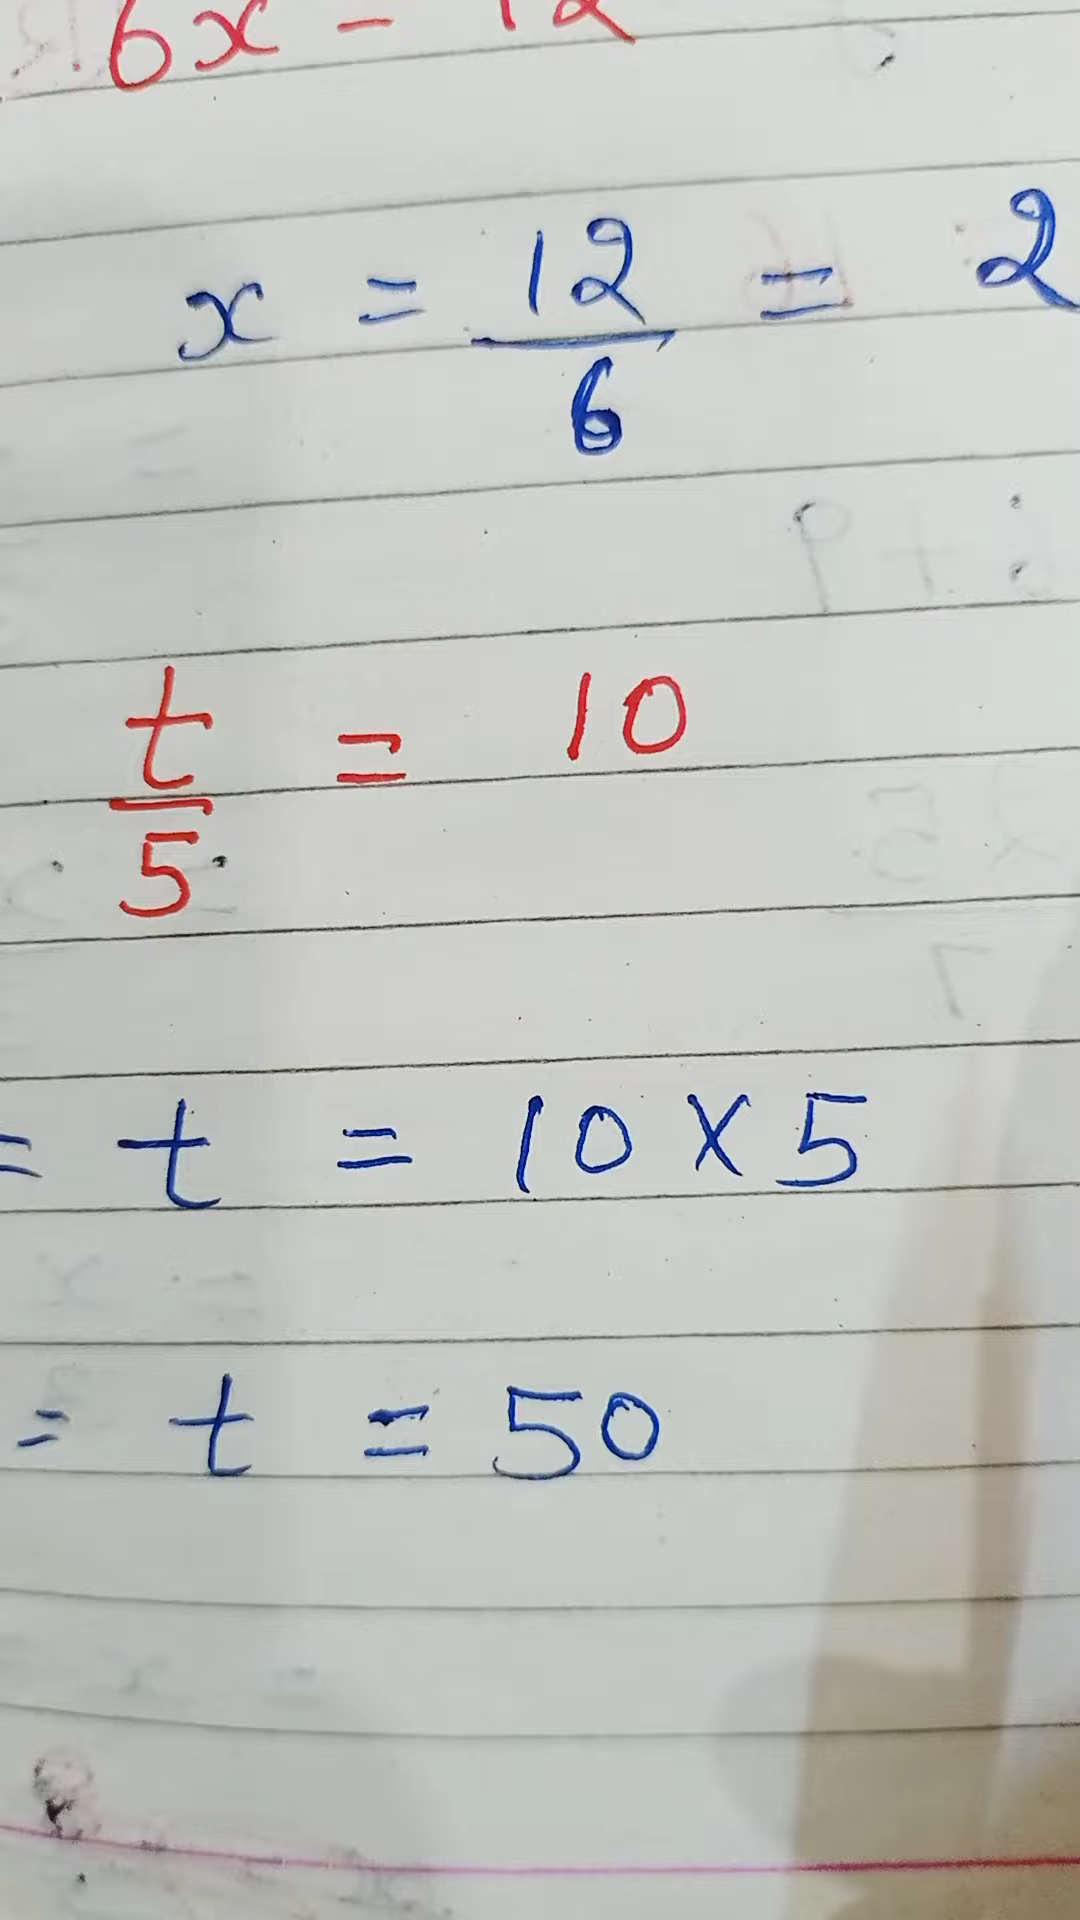 6x - 12
x = 12/6 = 2
t/5 = 10
= t = 10 × 5
= t = 50